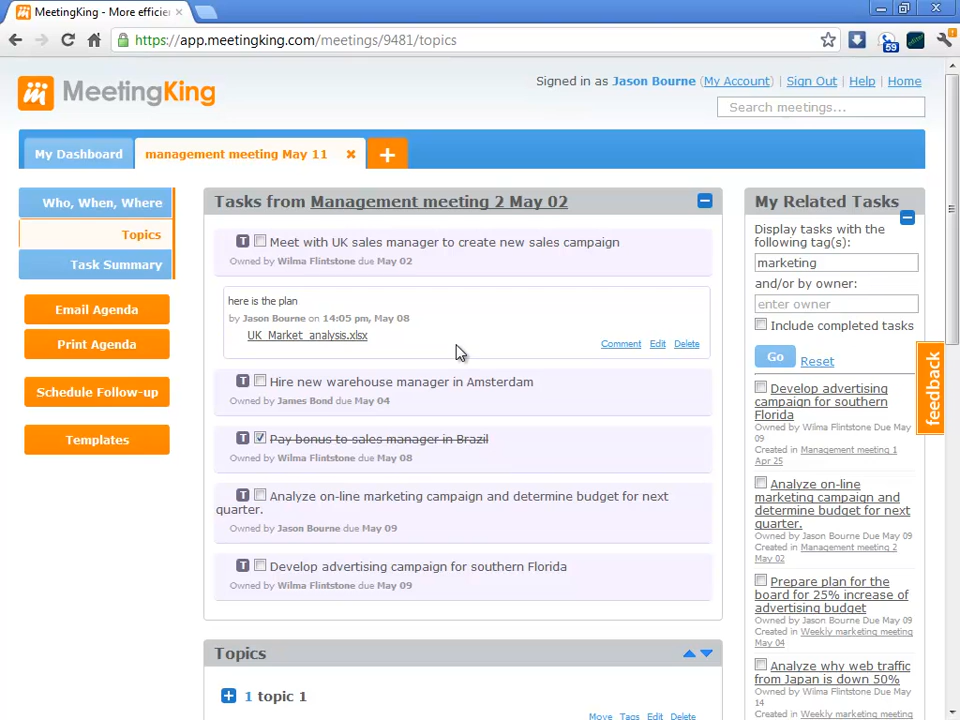 MeetingKing - More efficien
https://app.meetingking.com/meetings/9481/topics
59
MeetingKing
Signed in as Jason Bourne (My Account) | Sign Out | Help | Home
Search meetings...
My Dashboard
management meeting May 11
Who, When, Where
Topics
Task Summary
Email Agenda
Print Agenda
Schedule Follow-up
Templates
Tasks from Management meeting 2 May 02
T Meet with UK sales manager to create new sales campaign
Owned by Wilma Flintstone due May 02
here is the plan
by Jason Bourne on 14:05 pm, May 08
UK_Market_analysis.xlsx
Comment Edit Delete
T Hire new warehouse manager in Amsterdam
Owned by James Bond due May 04
T Pay bonus to sales manager in Brazil
Owned by Wilma Flintstone due May 08
T Analyze on-line marketing campaign and determine budget for next
quarter.
Owned by Jason Bourne due May 09
T Develop advertising campaign for southern Florida
Owned by Wilma Flintstone due May 09
Topics
1 topic 1
Move Tags Edit Delete
My Related Tasks
Display tasks with the
following tag(s):
marketing
and/or by owner:
enter owner
Include completed tasks
Go Reset
feedback
Develop advertising
campaign for southern
Florida
Owned by Wilma Flintstone Due May
09
Created in Management meeting 1
Apr 25
Analyze on-line
marketing campaign and
determine budget for next
quarter.
Owned by Jason Bourne Due May 09
Created in Management meeting 2
May 02
Prepare plan for the
board for 25% increase of
advertising budget
Owned by Jason Bourne Due May 09
Created in Weekly marketing meeting
May 04
Analyze why web traffic
from Japan is down 50%
Owned by Wilma Flintstone Due May
14
Created in Weekly marketing meeting